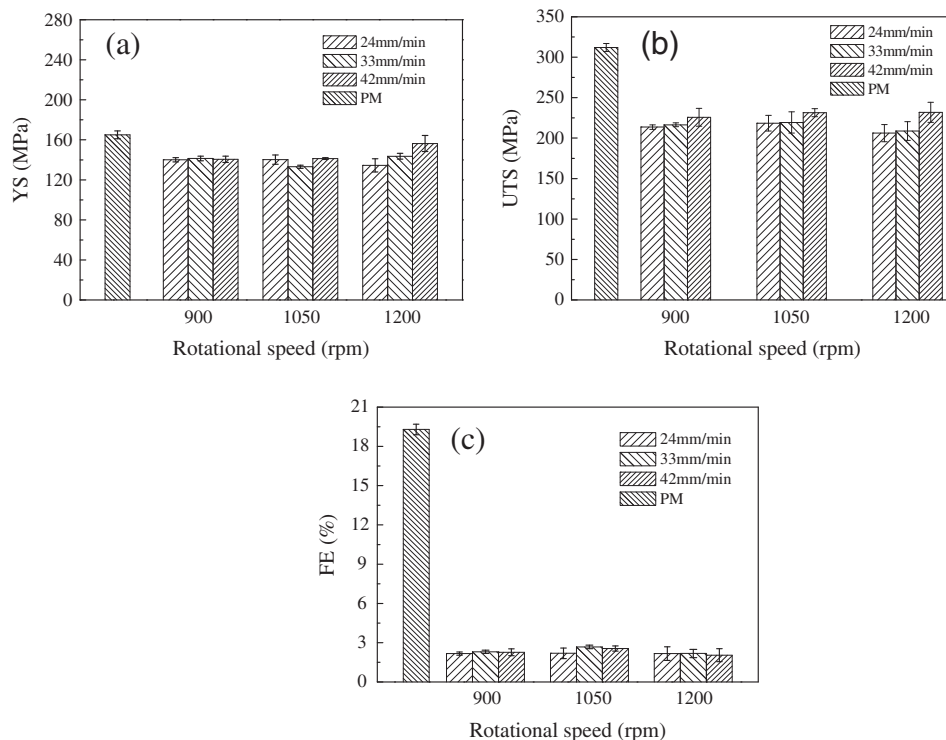 (a)
24mm/min
33mm/min
42mm/min
PM
280
240
200
160
120
80
40
0
YS (MPa)
900 1050 1200
Rotational speed (rpm)
(b)
24mm/min
33mm/min
42mm/min
PM
350
300
250
200
150
100
50
0
UTS (MPa)
900 1050 1200
Rotational speed (rpm)
(c)
24mm/min
33mm/min
42mm/min
PM
21
18
15
12
9
6
3
0
FE (%)
900 1050 1200
Rotational speed (rpm)